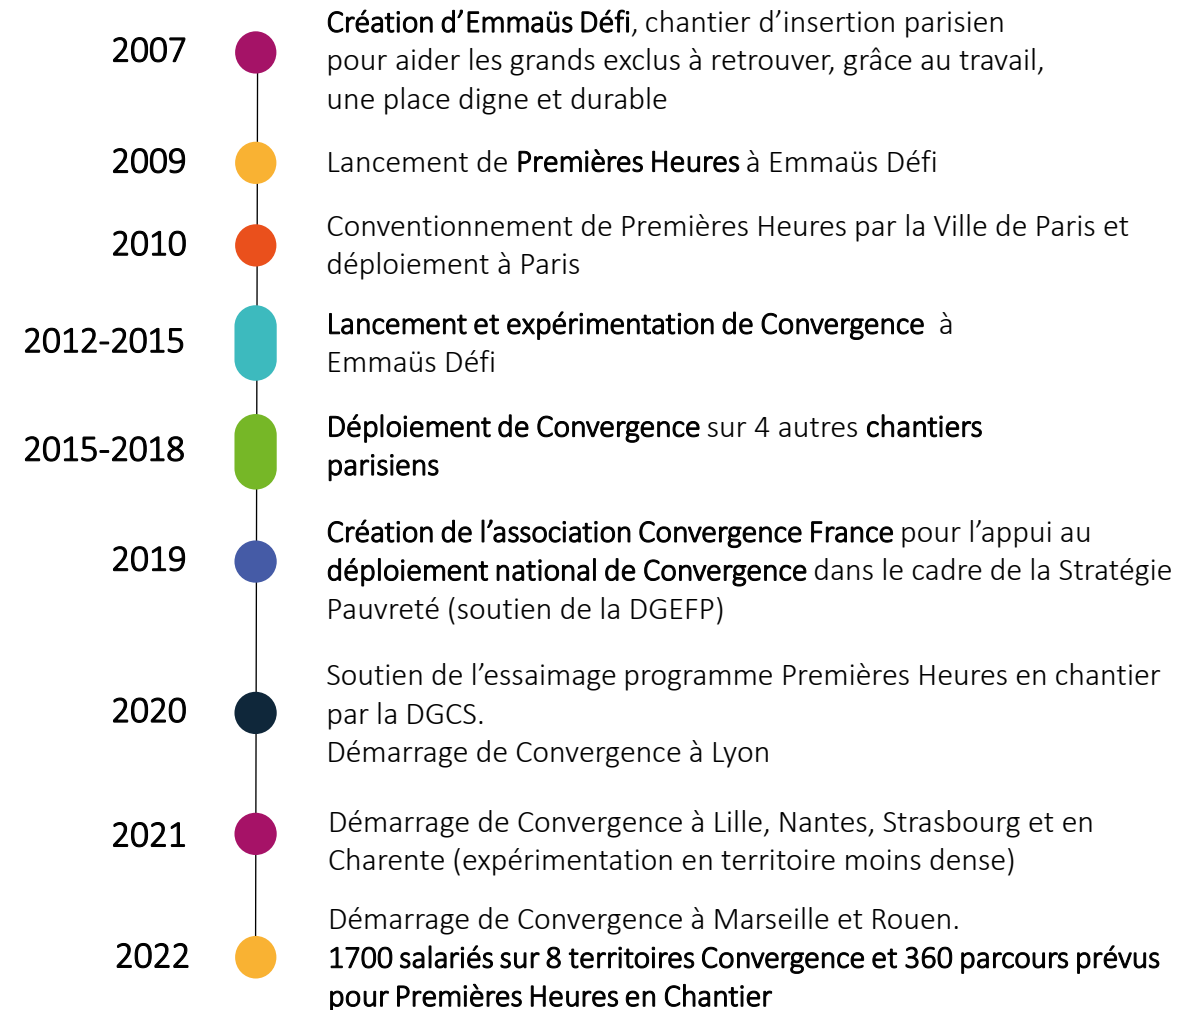 2007
Création d’Emmaüs Défi, chantier d’insertion parisien
pour aider les grands exclus à retrouver, grâce au travail,
une place digne et durable
2009
Lancement de Premières Heures à Emmaüs Défi
2010
Conventionnement de Premières Heures par la Ville de Paris et
déploiement à Paris
2012-2015
Lancement et expérimentation de Convergence à
Emmaüs Défi
2015-2018
Déploiement de Convergence sur 4 autres chantiers
parisiens
2019
Création de l’association Convergence France pour l’appui au
déploiement national de Convergence dans le cadre de la Stratégie
Pauvreté (soutien de la DGEFP)
2020
Soutien de l’essaimage programme Premières Heures en chantier
par la DGCS.
Démarrage de Convergence à Lyon
2021
Démarrage de Convergence à Lille, Nantes, Strasbourg et en
Charente (expérimentation en territoire moins dense)
2022
Démarrage de Convergence à Marseille et Rouen.
1700 salariés sur 8 territoires Convergence et 360 parcours prévus
pour Premières Heures en Chantier